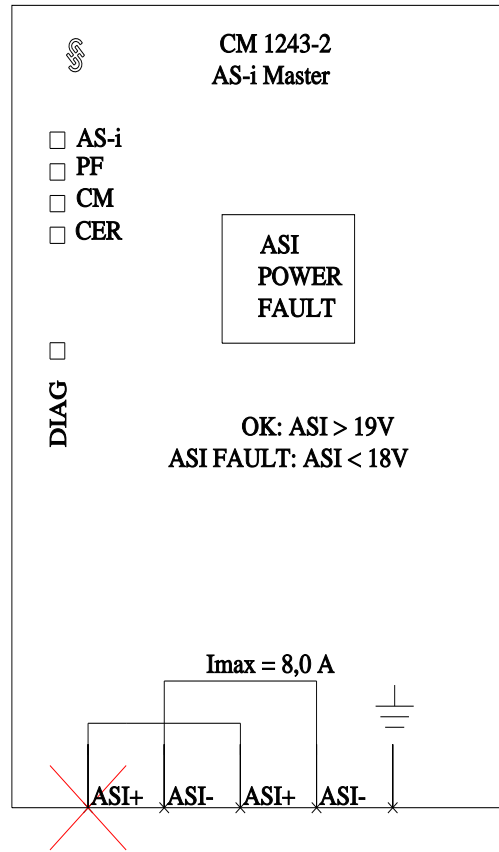 CM 1243-2
AS-i Master
AS-i
PF
CM
CER
ASI
POWER
FAULT
DIAG
OK: ASI > 19V
ASI FAULT: ASI < 18V
Imax = 8,0 A
ASI+ ASI- ASI+ ASI-